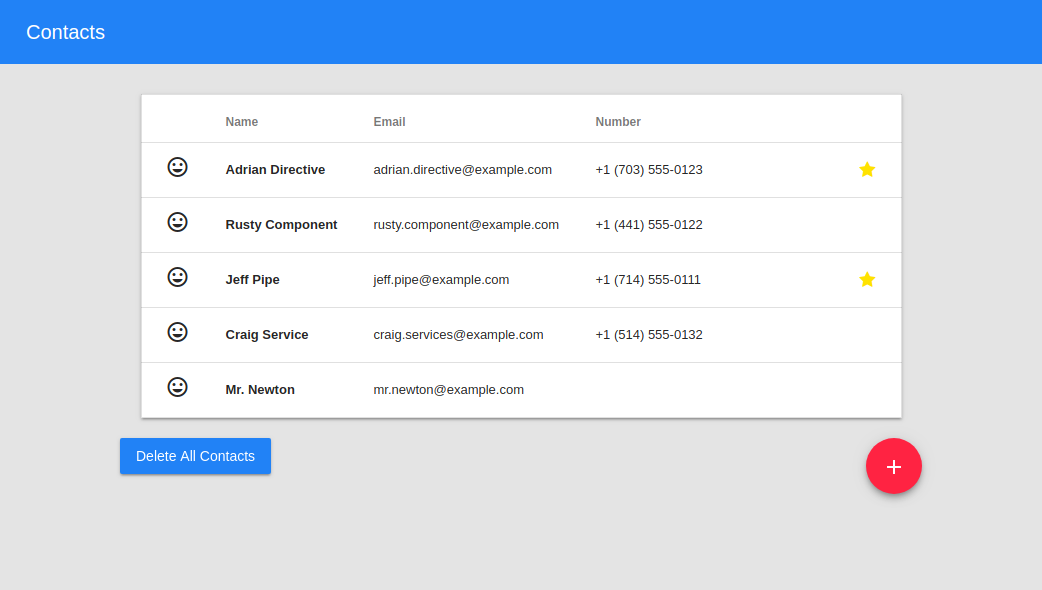 Contacts
Name Email Number
Adrian Directive adrian.directive@example.com +1 (703) 555-0123
Rusty Component rusty.component@example.com +1 (441) 555-0122
Jeff Pipe jeff.pipe@example.com +1 (714) 555-0111
Craig Service craig.services@example.com +1 (514) 555-0132
Mr. Newton mr.newton@example.com
Delete All Contacts
+